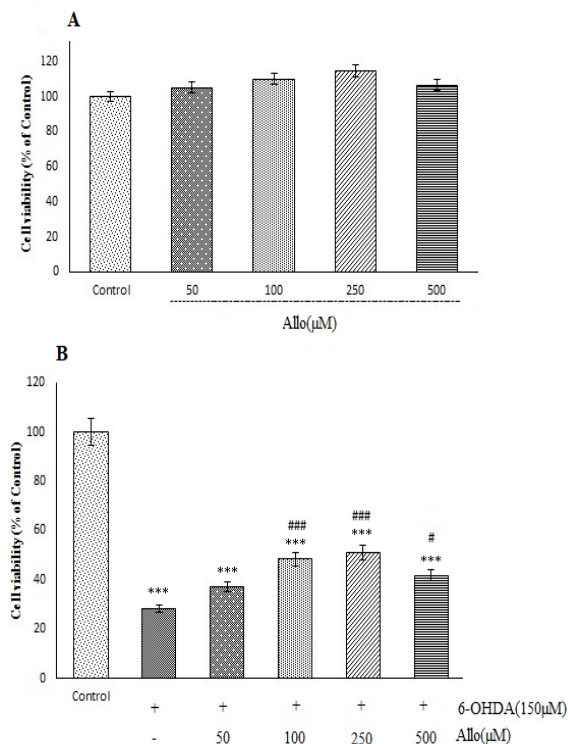 A
Cell viability (% of Control)
120
100
80
60
40
20
0
Control 50 100 250 500
Allo(µM)
B
Cell viability (% of Control)
120
100
80
60
40
20
0
***
***
###
***
###
***
#
***
Control
+ + + + + 6-OHDA(150µM)
- 50 100 250 500 Allo(µM)